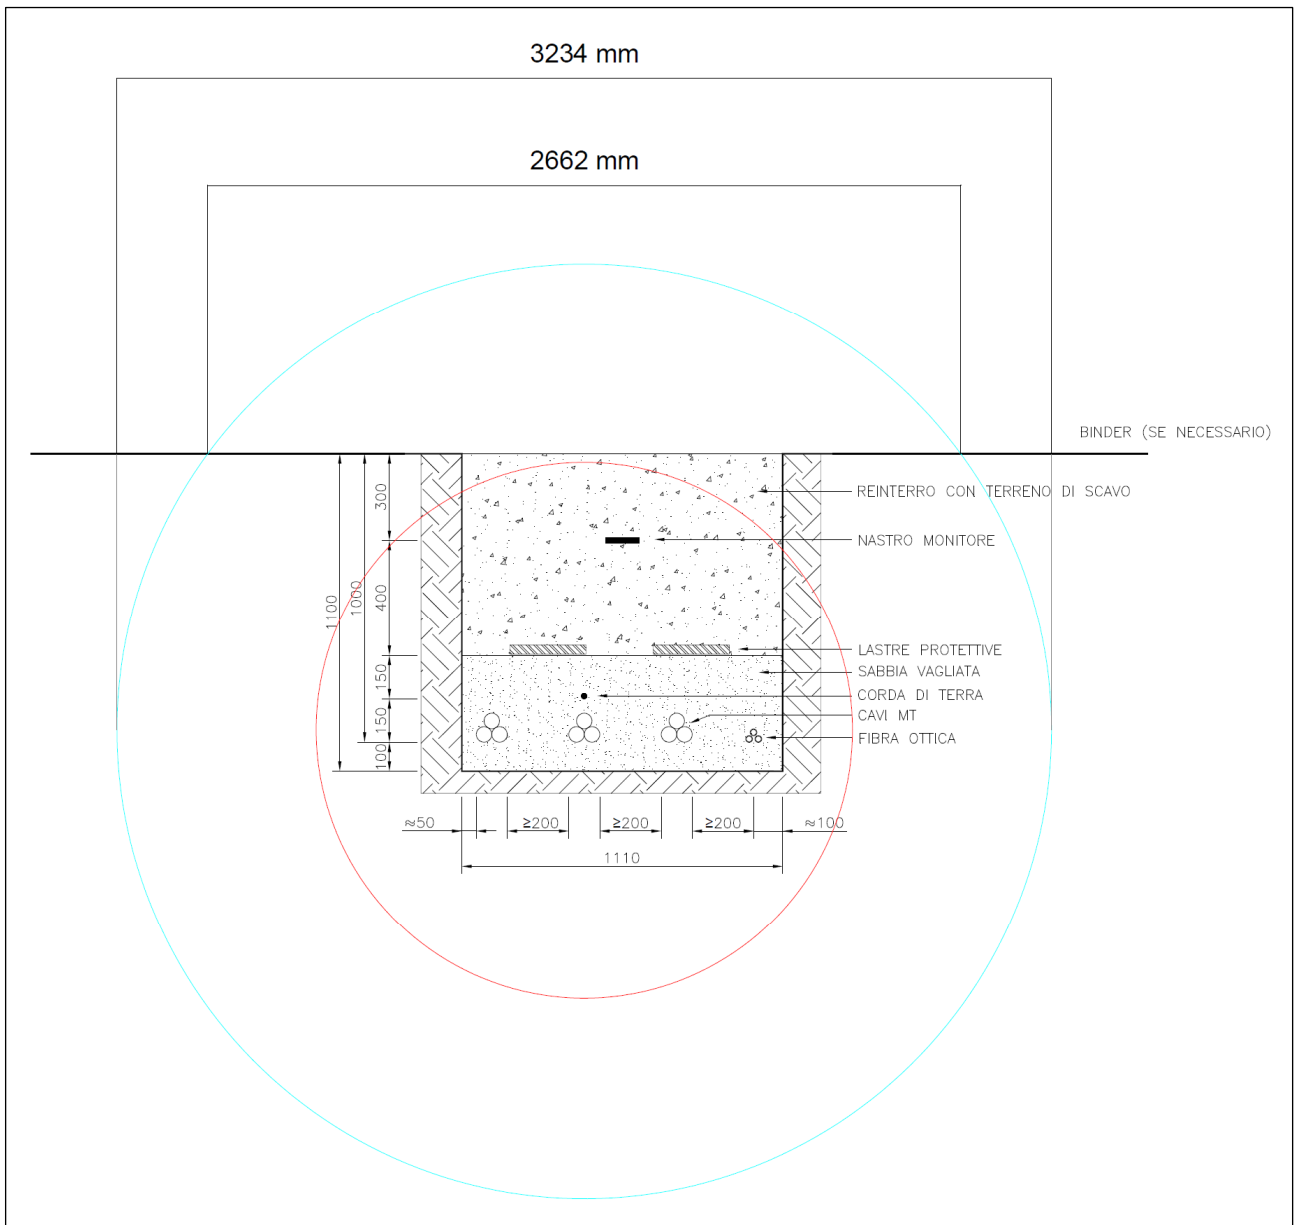 3234 mm
2662 mm
BINDER (SE NECESSARIO)
REINTERRO CON TERRENO DI SCAVO
NASTRO MONITORE
LASTRE PROTETTIVE
SABBIA VAGLIATA
CORDA DI TERRA
CAVI MT
FIBRA OTTICA
1100
1000
300
400
150
150
100
≈50
≥200
≥200
≥200
≈100
1110